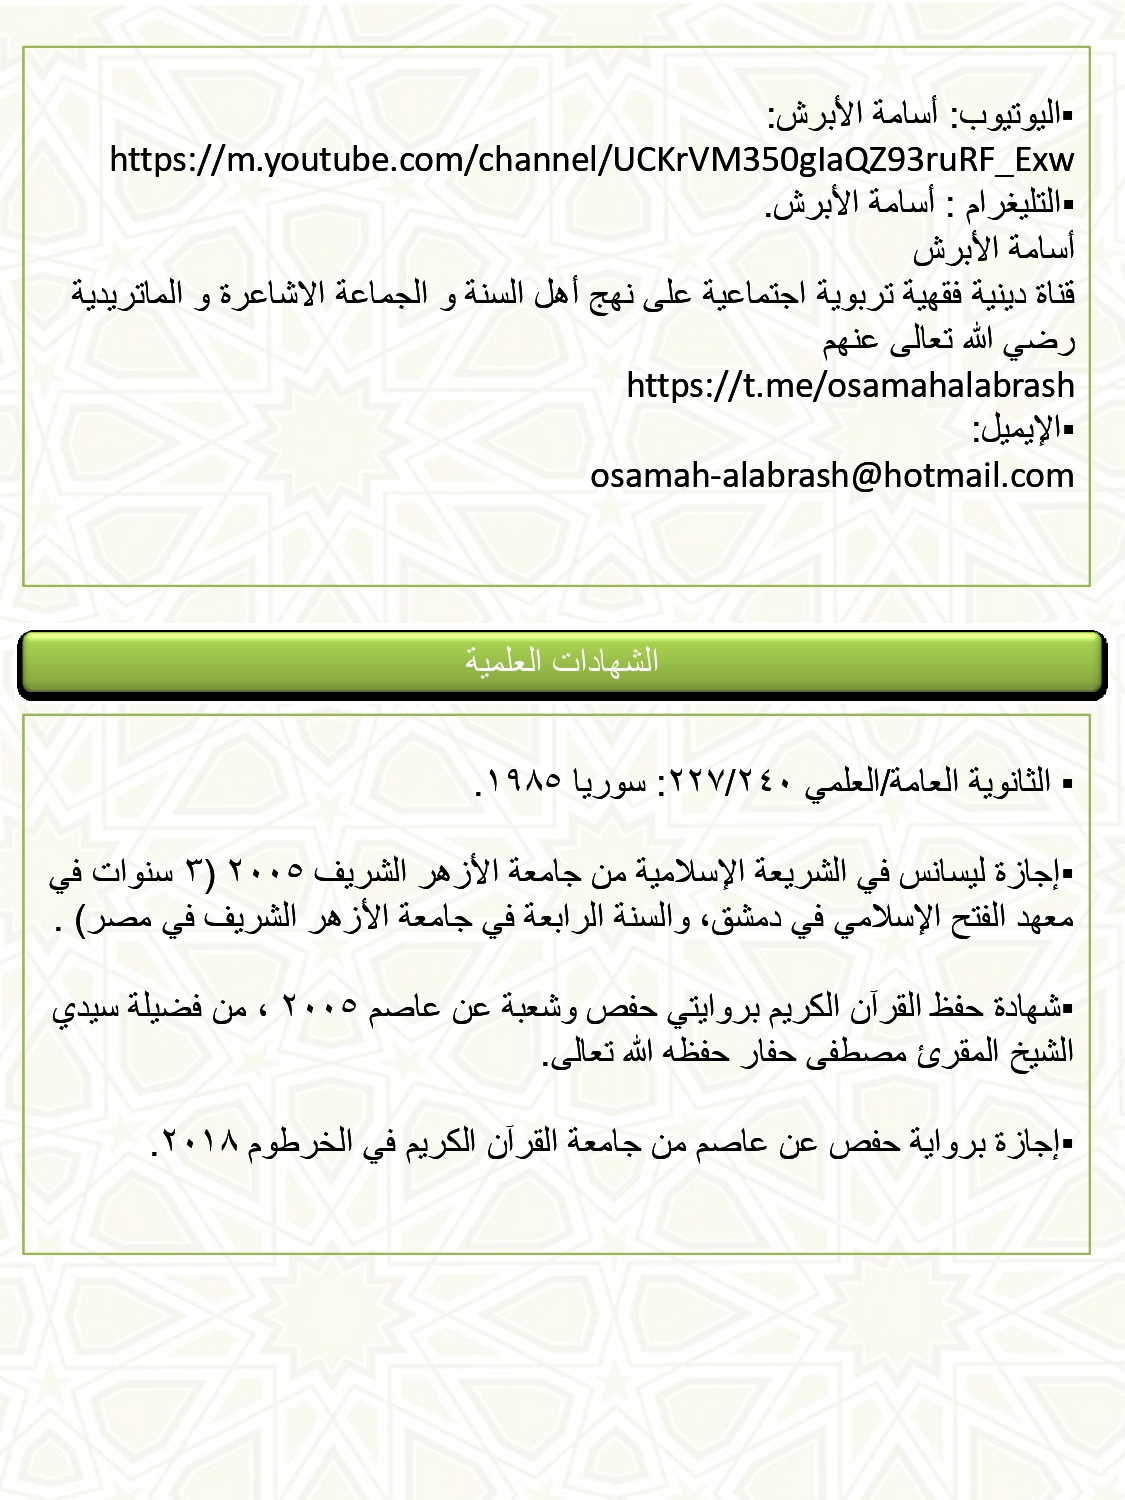 ▪اليوتيوب: أسامة الأبرش:
https://m.youtube.com/channel/UCKrVM350gIaQZ93ruRF_Exw
▪التليغرام : أسامة الأبرش.
أسامة الأبرش
قناة دينية فقهية تربوية اجتماعية على نهج أهل السنة و الجماعة الاشاعرة و الماتريدية
رضي الله تعالى عنهم
https://t.me/osamahalabrash
▪الإيميل:
osamah-alabrash@hotmail.com
الشهادات العلمية
▪ الثانوية العامة/العلمي ٢٢٧/٢٤٠: سوريا ١٩٨٥.
▪إجازة ليسانس في الشريعة الإسلامية من جامعة الأزهر الشريف ٢٠٠٥ (٣ سنوات في
معهد الفتح الإسلامي في دمشق، والسنة الرابعة في جامعة الأزهر الشريف في مصر) .
▪شهادة حفظ القرآن الكريم بروايتي حفص وشعبة عن عاصم ٢٠٠٥ ، من فضيلة سيدي
الشيخ المقرئ مصطفى حفار حفظه الله تعالى.
▪إجازة برواية حفص عن عاصم من جامعة القرآن الكريم في الخرطوم ٢٠١٨.